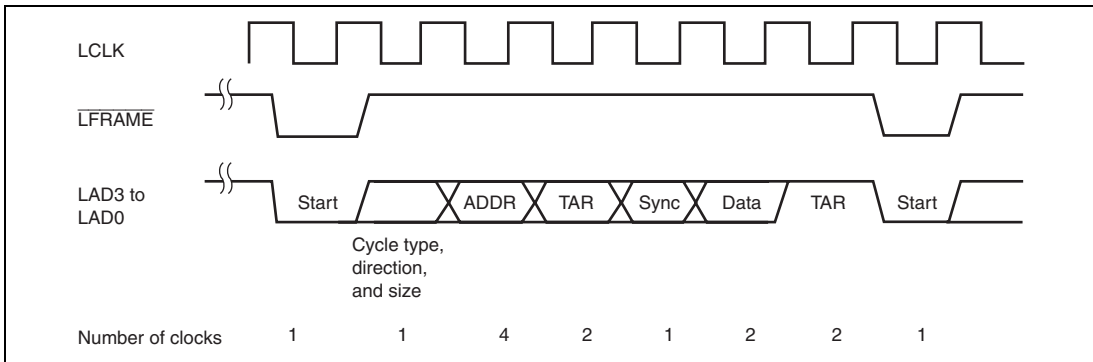 LCLK
LFRAME
LAD3 to
LAD0
Start ADDR TAR Sync Data TAR Start
Cycle type,
direction,
and size
Number of clocks 1 1 4 2 1 2 2 1